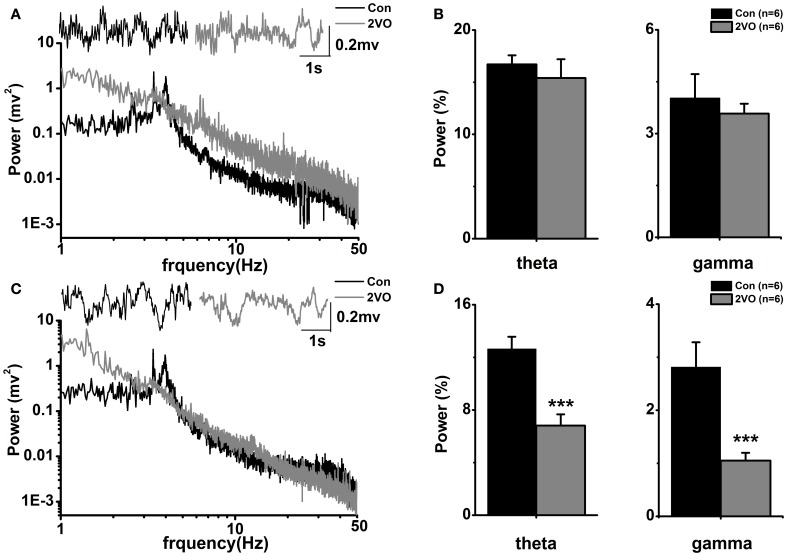 A
Con
2VO
0.2mv
1s
Power (mv²)
10
1
0.1
0.01
1E-3
1
10
50
frquency(Hz)
B
Con (n=6)
2VO (n=6)
Power (%)
20
10
0
theta
6
3
0
gamma
C
Con
2VO
0.2mv
1s
Power (mv²)
10
1
0.1
0.01
1E-3
1
10
50
frquency(Hz)
D
Con (n=6)
2VO (n=6)
Power (%)
16
8
0
***
theta
4
2
0
***
gamma